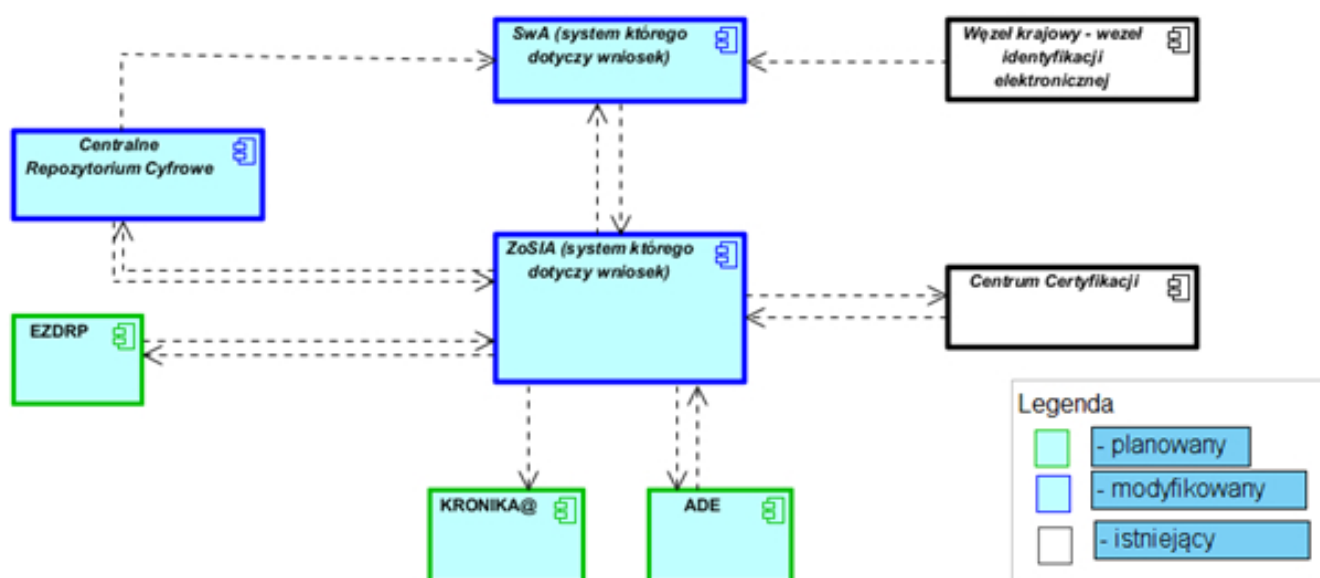 SwA (system którego
dotyczy wniosek)
Węzeł krajowy - wezeł
identyfikacji
elektronicznej
Centralne
Repozytorium Cyfrowe
ZoSIA (system którego
dotyczy wniosek)
Centrum Certyfikacji
EZDRP
KRONIKA@
ADE
Legenda
- planowany
- modyfikowany
- istniejący